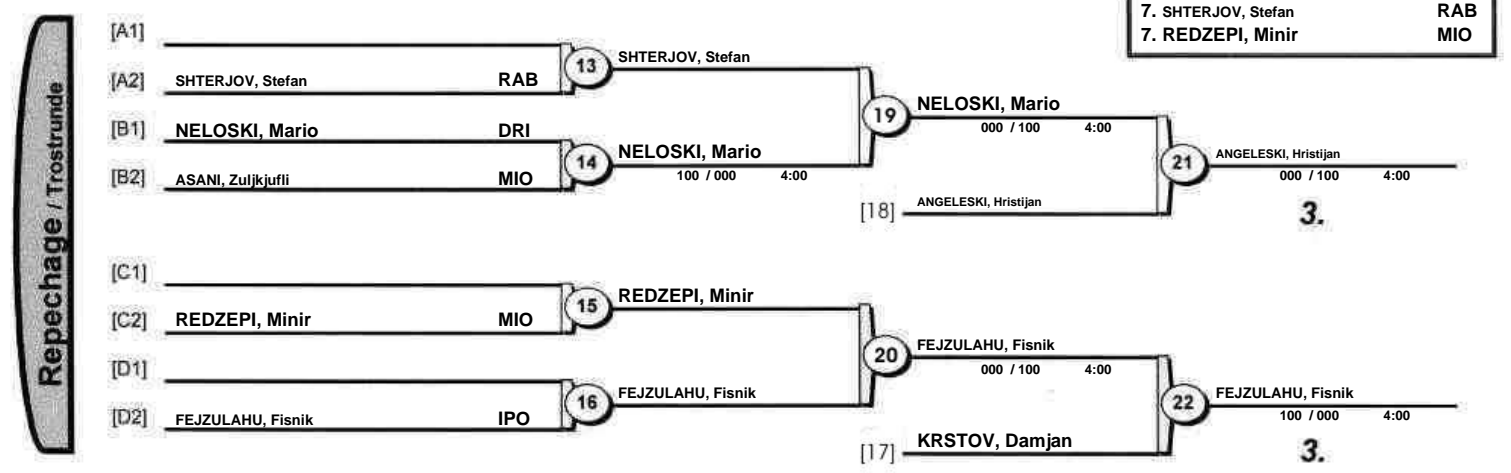 7. SHTERJOV, Stefan RAB
7. REDZEPI, Minir MIO
Repechage / Trostrunde
[A1]
[A2] SHTERJOV, Stefan RAB
13 SHTERJOV, Stefan
[B1] NELOSKI, Mario DRI
[B2] ASANI, Zuljkjufli MIO
14 NELOSKI, Mario
100 / 000 4:00
19 NELOSKI, Mario
000 / 100 4:00
[18] ANGELESKI, Hristijan
21 ANGELESKI, Hristijan
000 / 100 4:00
3.
[C1]
[C2] REDZEPI, Minir MIO
15 REDZEPI, Minir
[D1]
[D2] FEJZULAHU, Fisnik IPO
16 FEJZULAHU, Fisnik
20 FEJZULAHU, Fisnik
000 / 100 4:00
[17] KRSTOV, Damjan
22 FEJZULAHU, Fisnik
100 / 000 4:00
3.